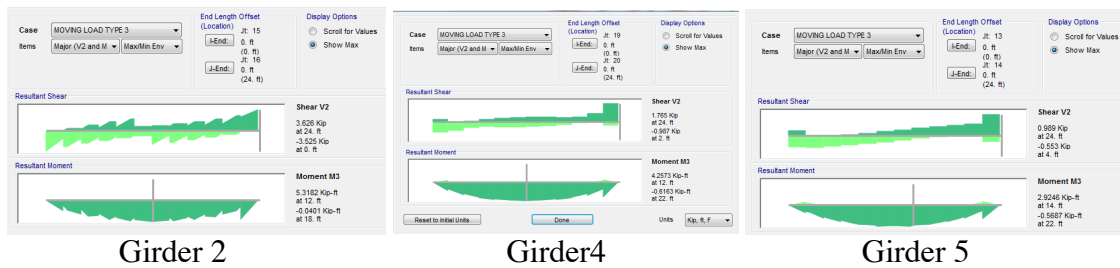 Case
MOVING LOAD TYPE 3
Items
Major (V2 and M
Max/Min Env
End Length Offset
(Location)
Jt: 15
I-End:
0. ft
(0. ft)
Jt: 16
J-End:
0. ft
(24. ft)
Display Options
Scroll for Values
Show Max
Resultant Shear
Shear V2
3.626 Kip
at 24. ft
-3.525 Kip
at 0. ft
Resultant Moment
Moment M3
5.3182 Kip-ft
at 12. ft
-0.0401 Kip-ft
at 18. ft
Girder 2
Case
MOVING LOAD TYPE 3
Items
Major (V2 and M
Max/Min Env
End Length Offset
(Location)
Jt: 19
I-End:
0. ft
(0. ft)
Jt: 20
J-End:
0. ft
(24. ft)
Display Options
Scroll for Values
Show Max
Resultant Shear
Shear V2
1.765 Kip
at 24. ft
-0.987 Kip
at 2. ft
Resultant Moment
Moment M3
4.2573 Kip-ft
at 12. ft
-0.6163 Kip-ft
at 22. ft
Reset to Initial Units
Done
Units
Kip, ft, F
Girder4
Case
MOVING LOAD TYPE 3
Items
Major (V2 and M
Max/Min Env
End Length Offset
(Location)
Jt: 13
I-End:
0. ft
(0. ft)
Jt: 14
J-End:
0. ft
(24. ft)
Display Options
Scroll for Values
Show Max
Resultant Shear
Shear V2
0.989 Kip
at 24. ft
-0.553 Kip
at 4. ft
Resultant Moment
Moment M3
2.9246 Kip-ft
at 14. ft
-0.5687 Kip-ft
at 22. ft
Girder 5